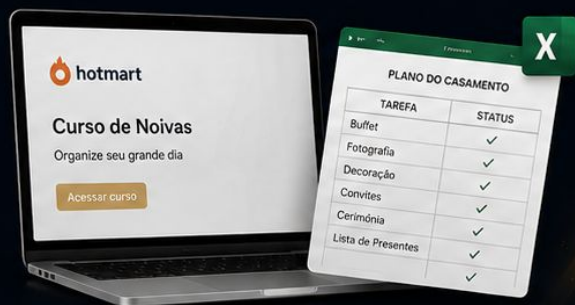 hotmart
Curso de Noivas
Organize seu grande dia
Acessar curso
X
PLANO DO CASAMENTO
TAREFA STATUS
Buffet ✓
Fotografia ✓
Decoração ✓
Convites ✓
Cerimónia ✓
Lista de Presentes ✓
✓